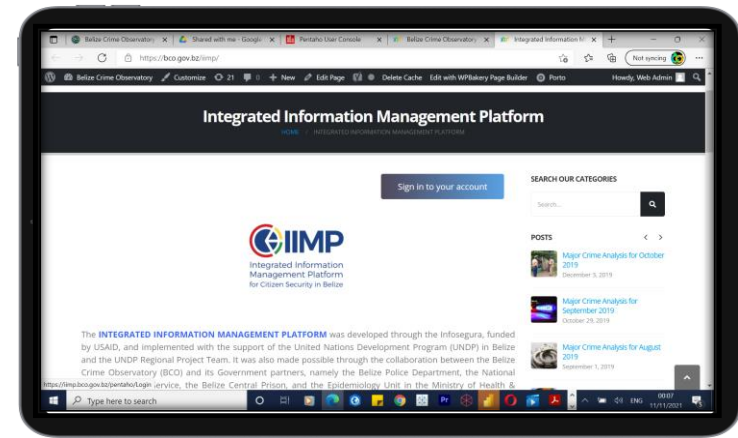 Belize Crime Observatory
Shared with me - Google
Pentaho User Console
Belize Crime Observatory
Integrated Information M
https://bco.gov.bz/iimp/
Not syncing
Belize Crime Observatory
Customize
21
0
New
Edit Page
Delete Cache
Edit with WPBakery Page Builder
Porto
Howdy, Web Admin
Integrated Information Management Platform
HOME / INTEGRATED INFORMATION MANAGEMENT PLATFORM
Sign in to your account
SEARCH OUR CATEGORIES
Search...
IIMP
Integrated Information
Management Platform
for Citizen Security in Belize
POSTS
Major Crime Analysis for October
2019
December 3, 2019
Major Crime Analysis for
September 2019
October 29, 2019
Major Crime Analysis for August
2019
September 1, 2019
The INTEGRATED INFORMATION MANAGEMENT PLATFORM was developed through the Infosegura, funded
by USAID, and implemented with the support of the United Nations Development Program (UNDP) in Belize
and the UNDP Regional Project Team. It was also made possible through the collaboration between the Belize
Crime Observatory (BCO) and its Government partners, namely the Belize Police Department, the National
https://iimp.bco.gov.bz/pentaho/Login ervice, the Belize Central Prison, and the Epidemiology Unit in the Ministry of Health &
Type here to search
ENG
00:07
11/11/2021